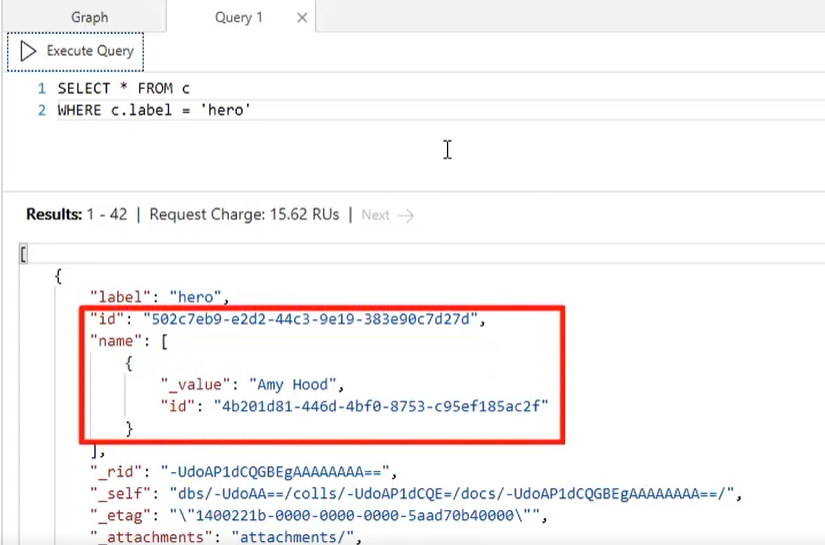 Graph Query 1 ×
Execute Query
1 SELECT * FROM c
2 WHERE c.label = 'hero'
Results: 1 - 42 | Request Charge: 15.62 RUs | Next →
[
{
"label": "hero",
"id": "502c7eb9-e2d2-44c3-9e19-383e90c7d27d",
"name": [
{
"_value": "Amy Hood",
"id": "4b201d81-446d-4bf0-8753-c95ef185ac2f"
}
],
"_rid": "-UdoAP1dCQGBEgAAAAAAAA==",
"_self": "dbs/-UdoAA==/colls/-UdoAP1dCQE=/docs/-UdoAP1dCQGBEgAAAAAAAA==/",
"_etag": "\"1400221b-0000-0000-0000-5aad70b40000\"",
"_attachments": "attachments/",